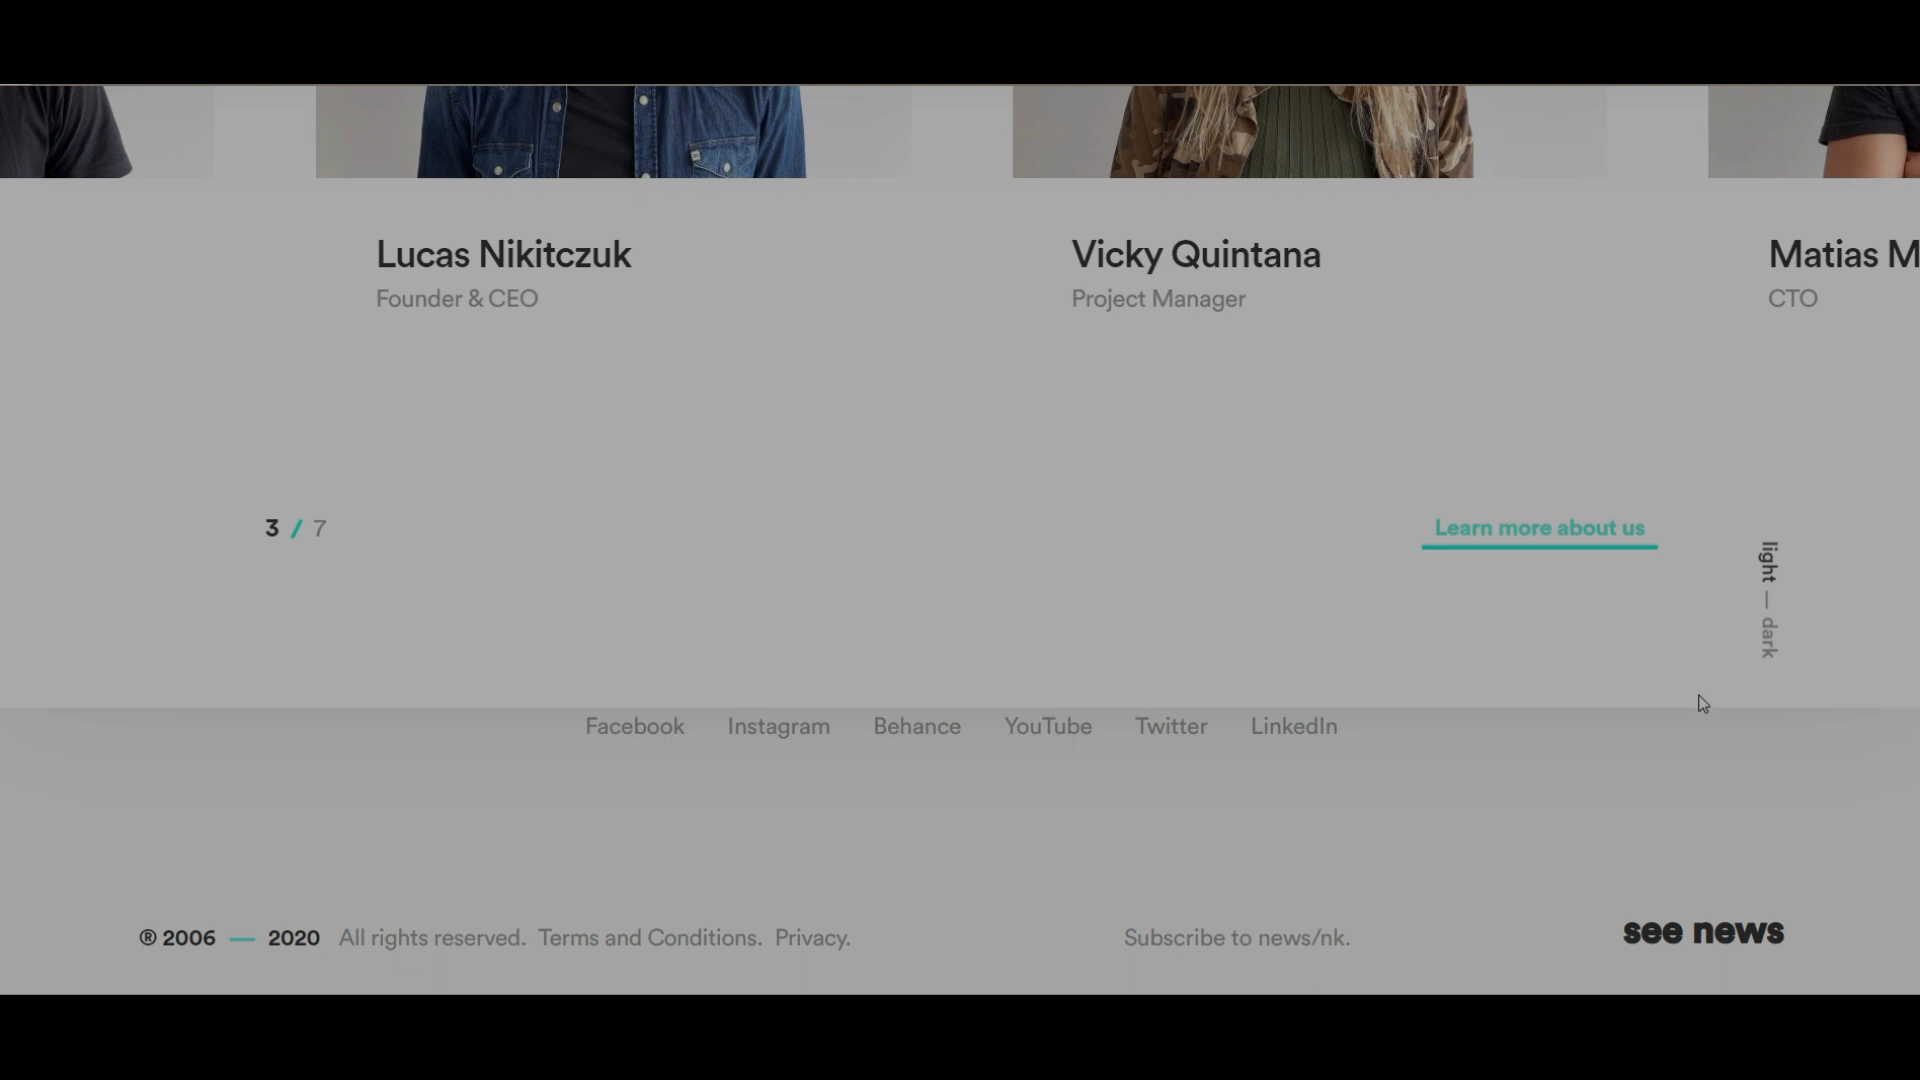 Lucas Nikitczuk
Founder & CEO
Vicky Quintana
Project Manager
Matias M
CTO
3 / 7
Learn more about us
light — dark
Facebook Instagram Behance YouTube Twitter LinkedIn
® 2006 — 2020 All rights reserved. Terms and Conditions. Privacy.
Subscribe to news/nk.
see news